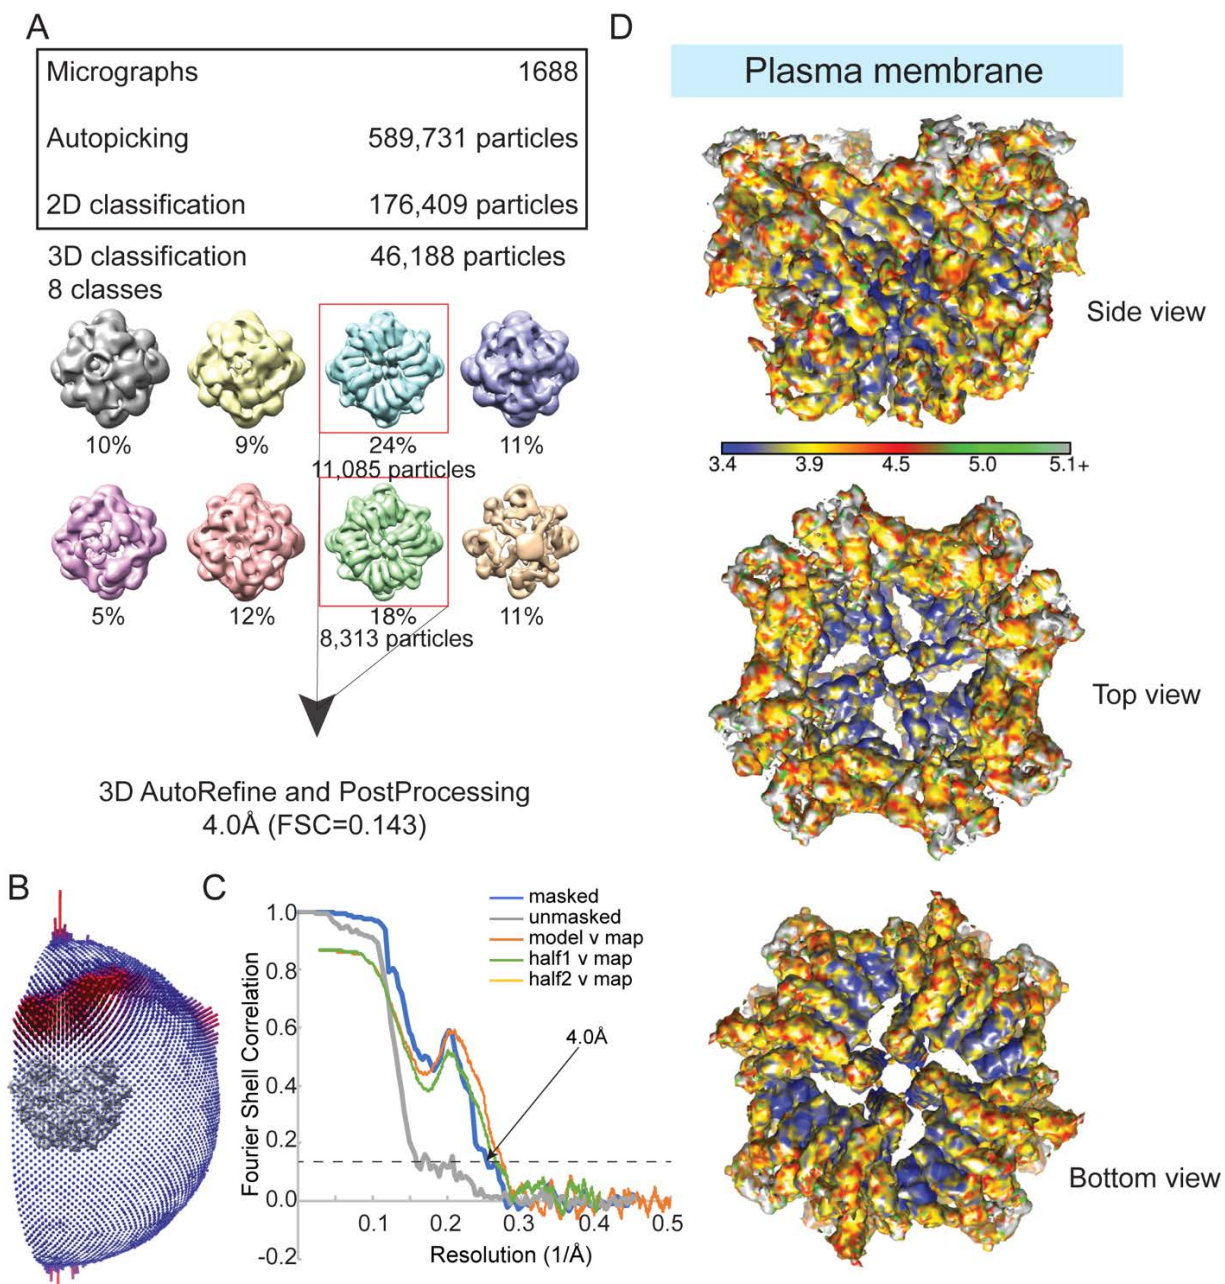 A
Micrographs 1688
Autopicking 589,731 particles
2D classification 176,409 particles
3D classification 46,188 particles
8 classes
10% 9% 24% 11%
11,085 particles
5% 12% 18% 11%
8,313 particles
3D AutoRefine and PostProcessing
4.0Å (FSC=0.143)
B
C
masked
unmasked
model v map
half1 v map
half2 v map
4.0Å
Fourier Shell Correlation
1.0
0.8
0.6
0.4
0.2
0.0
-0.2
0.1 0.2 0.3 0.4 0.5
Resolution (1/Å)
D
Plasma membrane
Side view
3.4 3.9 4.5 5.0 5.1+
Top view
Bottom view